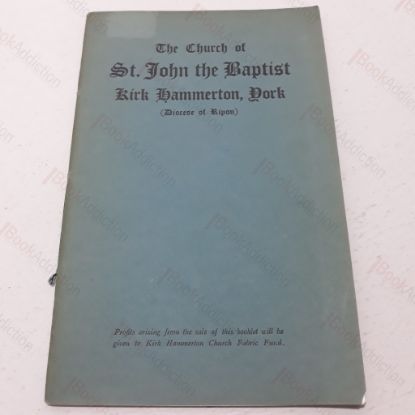 The Church of
St. John the Baptist
Kirk Hammerton, York
(Diocese of Ripon)
Profits arising from the sale of this booklet will be
given to Kirk Hammerton Church Fabric Fund.
BookAddiction